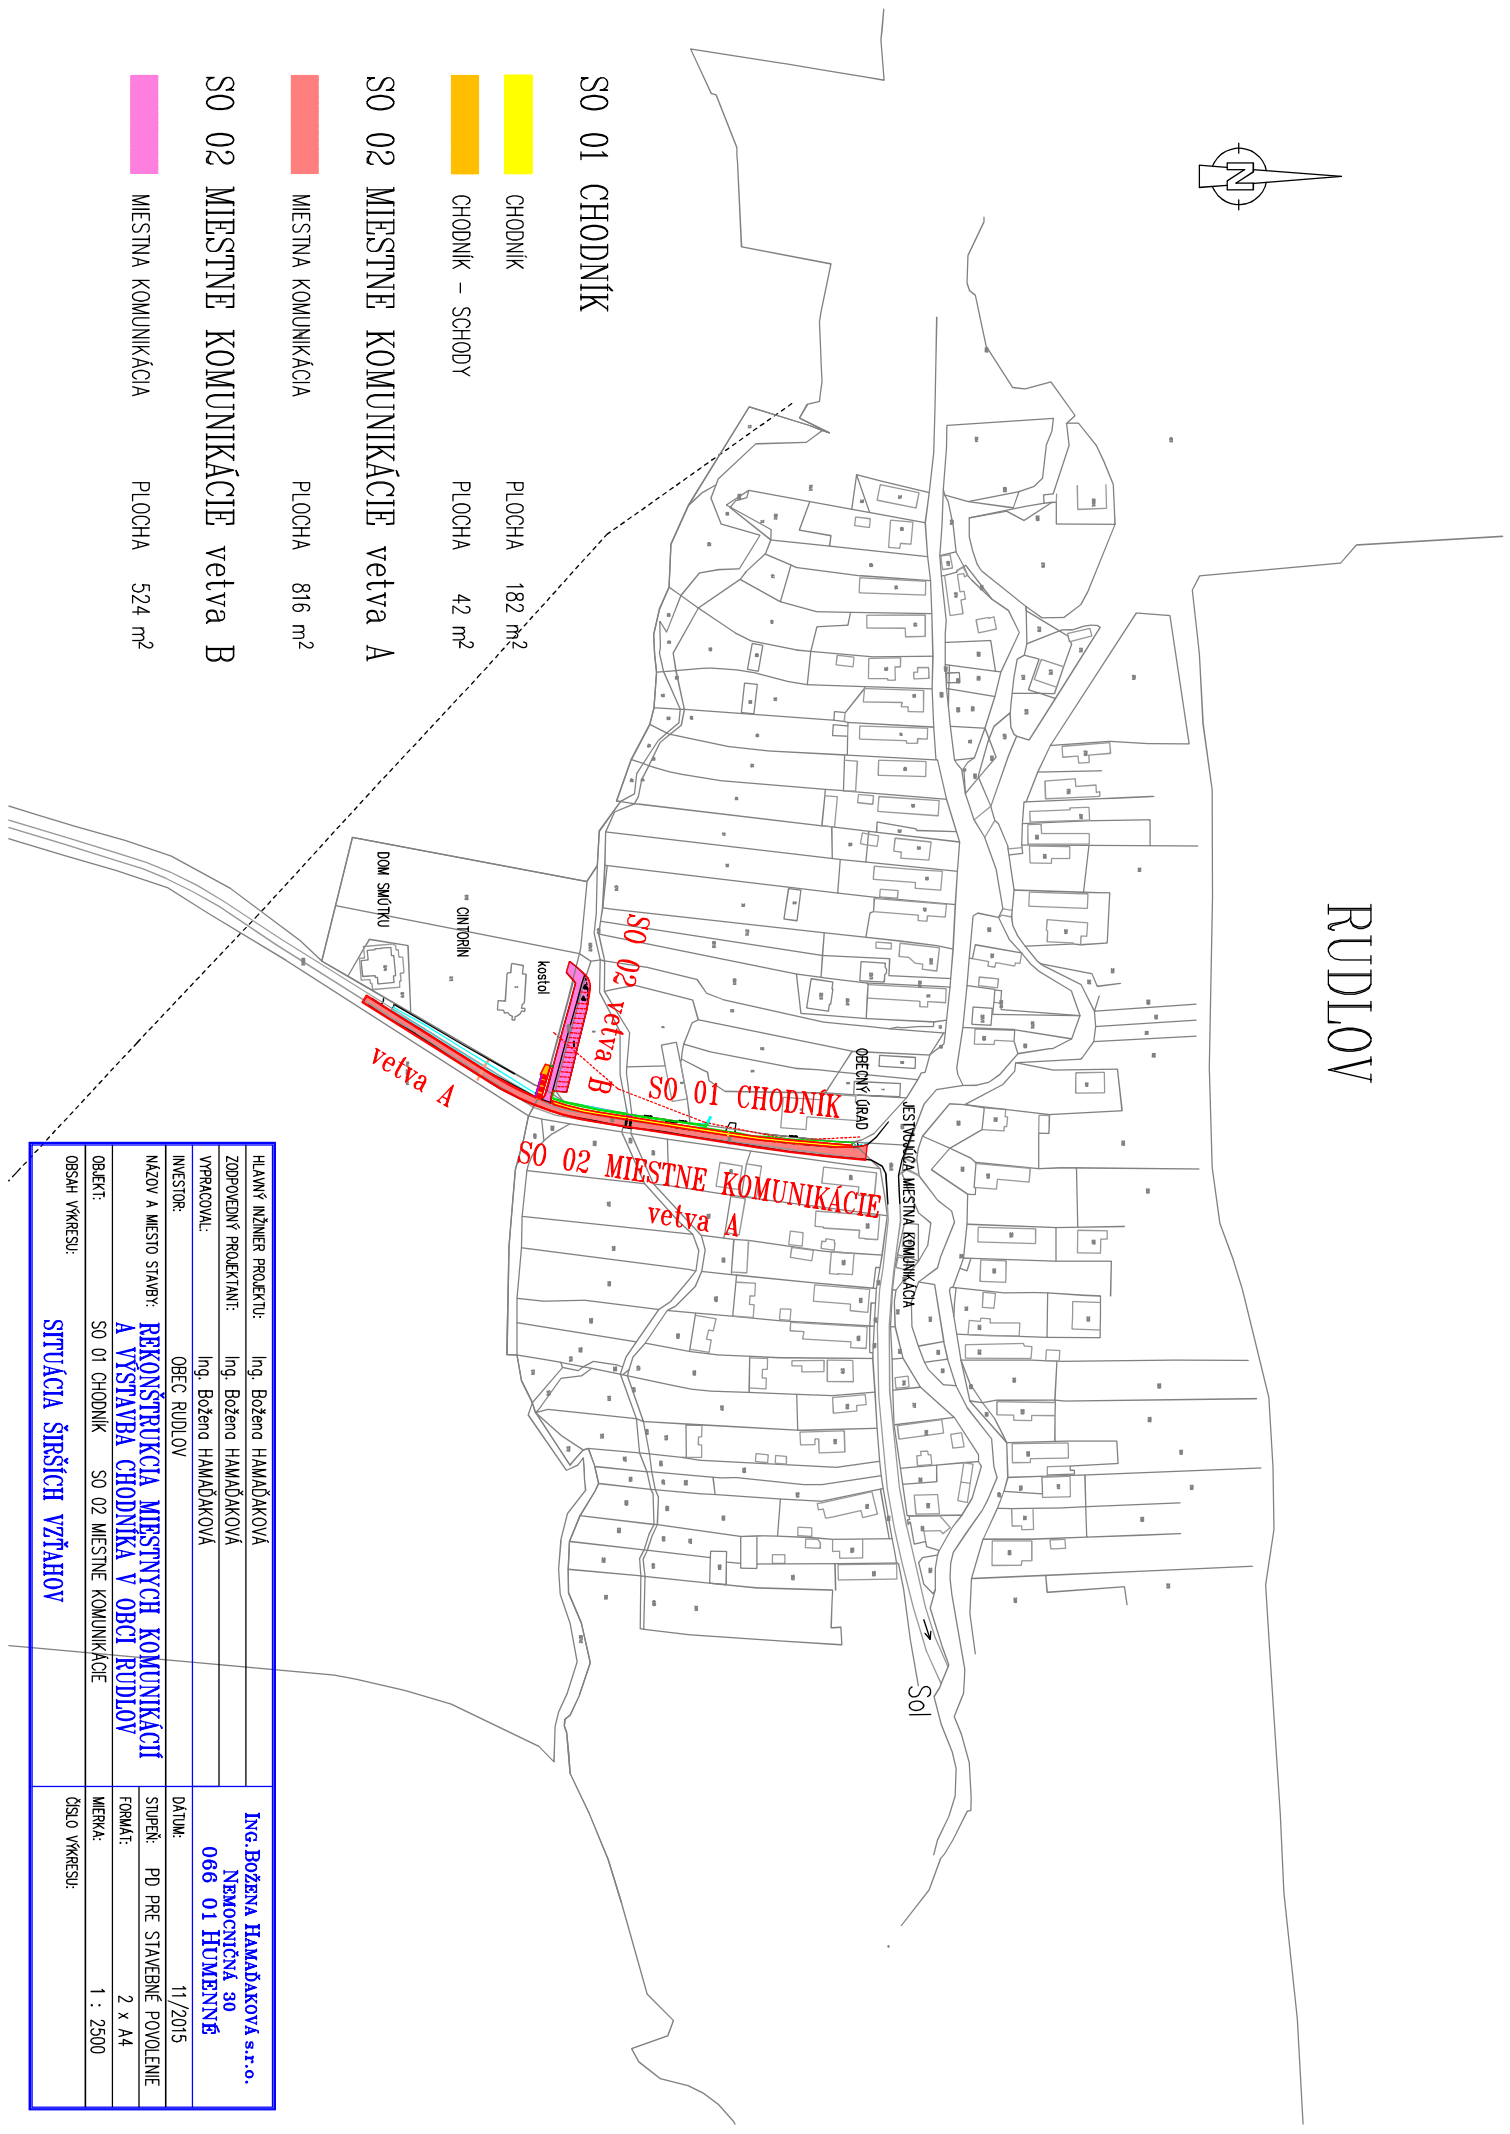 RUDLOV
N
SO 01 CHODNÍK
CHODNÍK PLOCHA 182 m²
CHODNÍK – SCHODY PLOCHA 42 m²
SO 02 MIESTNE KOMUNIKÁCIE vetva A
MIESTNA KOMUNIKÁCIA PLOCHA 816 m²
SO 02 MIESTNE KOMUNIKÁCIE vetva B
MIESTNA KOMUNIKÁCIA PLOCHA 524 m²
JESTVUJÚCA MIESTNA KOMUNIKÁCIA
Sol
OBECNÝ ÚRAD
SO 01 CHODNÍK
SO 02 MIESTNE KOMUNIKÁCIE
vetva A
SO 02 vetva B
kostol
CINTORÍN
DOM SMÚTKU
vetva A
HLAVNÝ INŽINIER PROJEKTU: Ing. Božena HAMAĎAKOVÁ
ZODPOVEDNÝ PROJEKTANT: Ing. Božena HAMAĎAKOVÁ
VYPRACOVAL: Ing. Božena HAMAĎAKOVÁ
ING.BOŽENA HAMAĎAKOVÁ s.r.o.
NEMOCNIČNÁ 30
066 01 HUMENNÉ
INVESTOR: OBEC RUDLOV
DÁTUM: 11/2015
NÁZOV A MIESTO STAVBY: REKONŠTRUKCIA MIESTNYCH KOMUNIKÁCIÍ
A VÝSTAVBA CHODNÍKA V OBCI RUDLOV
STUPEŇ: PD PRE STAVEBNÉ POVOLENIE
FORMÁT: 2 x A4
OBJEKT: SO 01 CHODNÍK SO 02 MIESTNE KOMUNIKÁCIE
MIERKA: 1 : 2500
OBSAH VÝKRESU: SITUÁCIA ŠIRŠÍCH VZŤAHOV
ČÍSLO VÝKRESU: